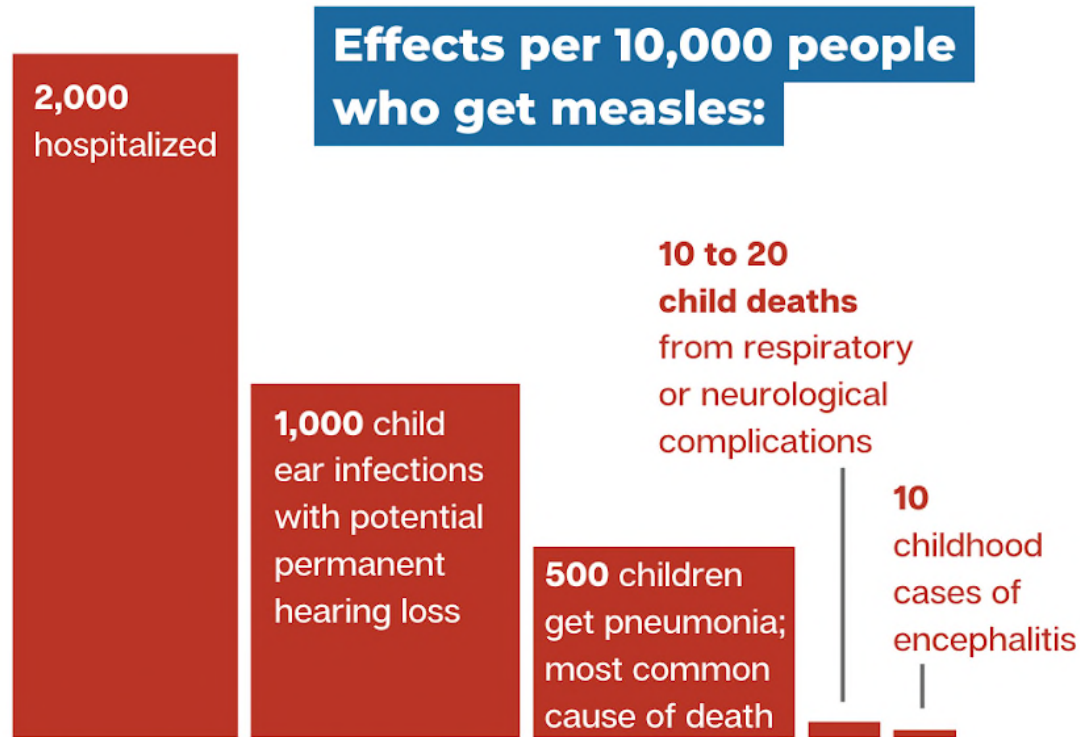 Effects per 10,000 people
who get measles:
2,000
hospitalized
1,000 child
ear infections
with potential
permanent
hearing loss
500 children
get pneumonia;
most common
cause of death
10 to 20
child deaths
from respiratory
or neurological
complications
10
childhood
cases of
encephalitis